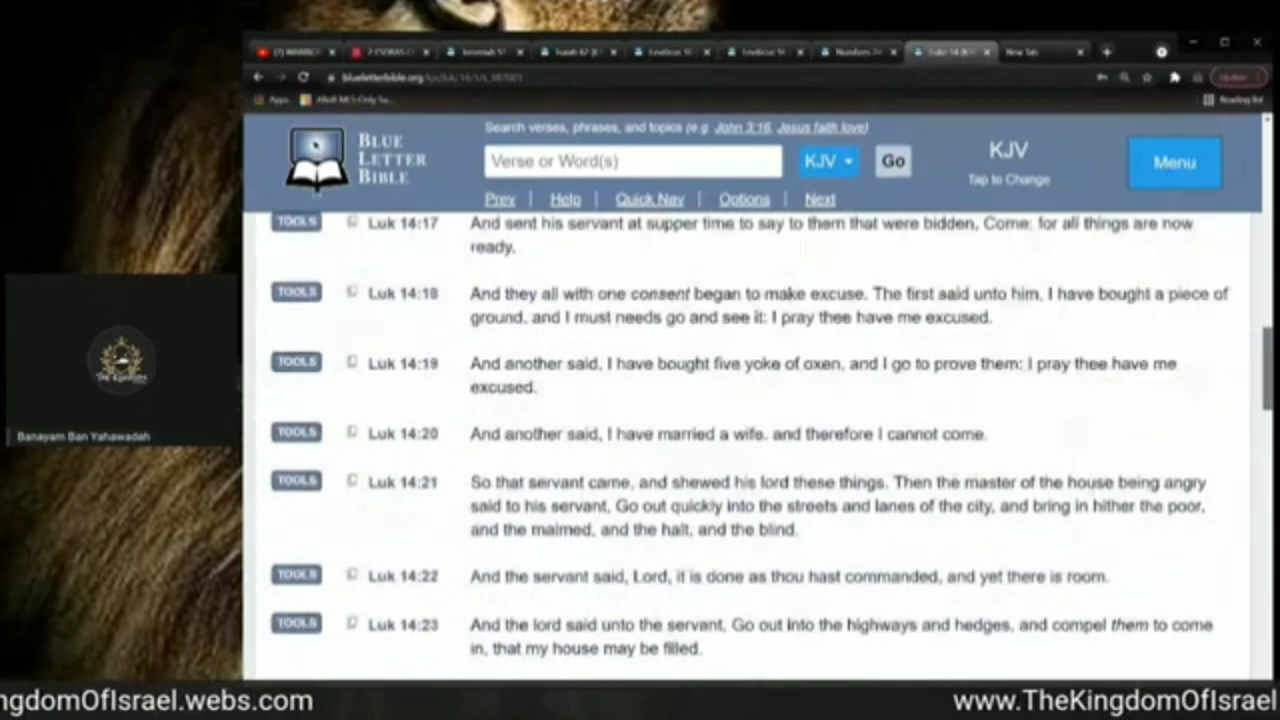 blueletterbible.org
Apps
Reading list
BLUE
LETTER
BIBLE
Search verses, phrases, and topics (e.g. John 3:16, Jesus faith love)
Verse or Word(s)
KJV
Go
KJV
Tap to Change
Menu
Prev | Help | Quick Nav | Options | Next
TOOLS Luk 14:17 And sent his servant at supper time to say to them that were bidden, Come; for all things are now
ready.
TOOLS Luk 14:18 And they all with one consent began to make excuse. The first said unto him, I have bought a piece of
ground, and I must needs go and see it: I pray thee have me excused.
TOOLS Luk 14:19 And another said, I have bought five yoke of oxen, and I go to prove them: I pray thee have me
excused.
TOOLS Luk 14:20 And another said, I have married a wife, and therefore I cannot come.
TOOLS Luk 14:21 So that servant came, and shewed his lord these things. Then the master of the house being angry
said to his servant, Go out quickly into the streets and lanes of the city, and bring in hither the poor,
and the maimed, and the halt, and the blind.
TOOLS Luk 14:22 And the servant said, Lord, it is done as thou hast commanded, and yet there is room.
TOOLS Luk 14:23 And the lord said unto the servant, Go out into the highways and hedges, and compel them to come
in, that my house may be filled.
The Kingdom
Banayam Ban Yahawadah
ngdomOfIsrael.webs.com
www.TheKingdomOfIsrael